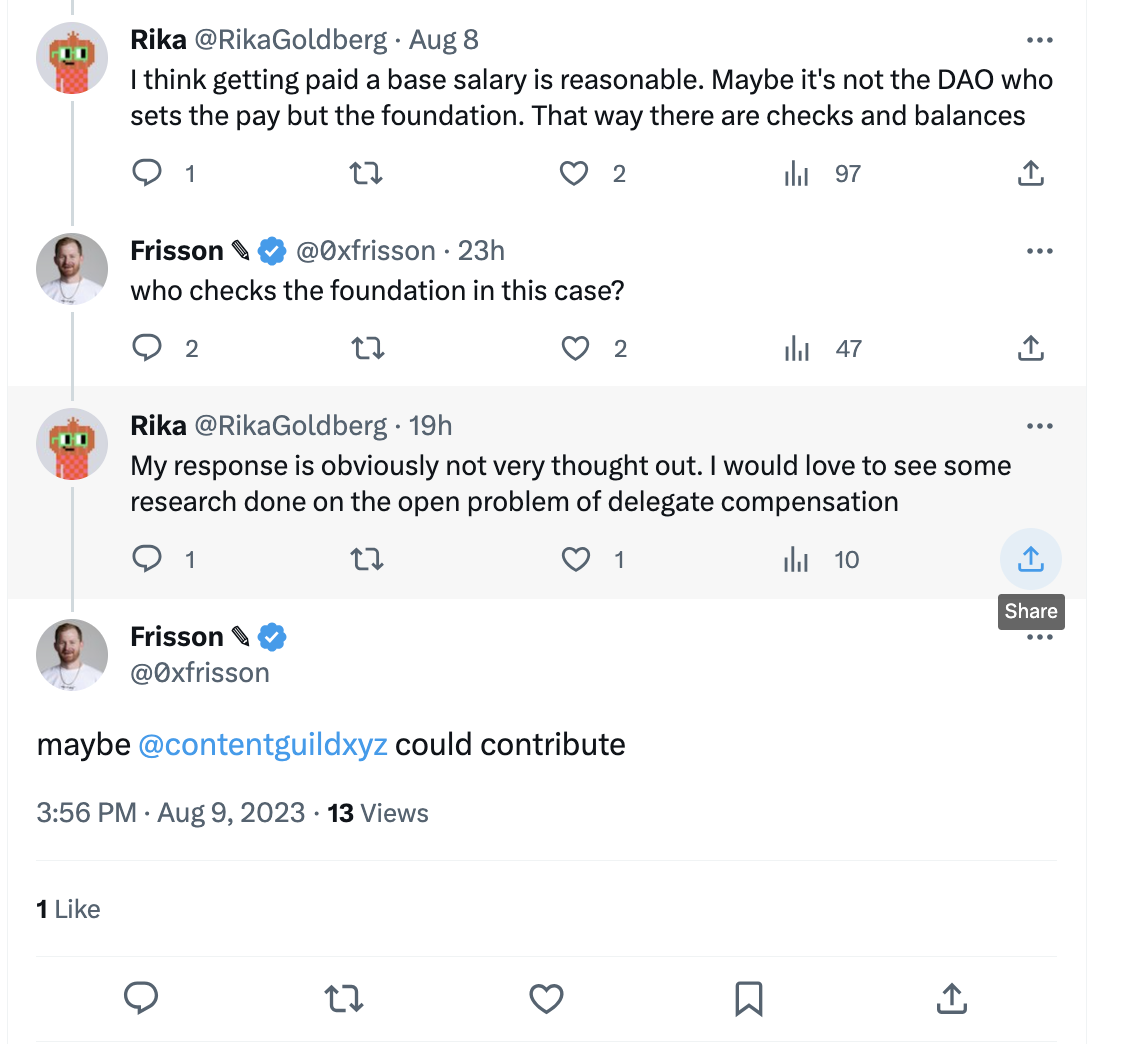 Rika @RikaGoldberg · Aug 8
I think getting paid a base salary is reasonable. Maybe it's not the DAO who
sets the pay but the foundation. That way there are checks and balances
1 2 97
Frisson ✎ @0xfrisson · 23h
who checks the foundation in this case?
2 2 47
Rika @RikaGoldberg · 19h
My response is obviously not very thought out. I would love to see some
research done on the open problem of delegate compensation
1 1 10
Share
Frisson ✎
@0xfrisson
maybe @contentguildxyz could contribute
3:56 PM · Aug 9, 2023 · 13 Views
1 Like